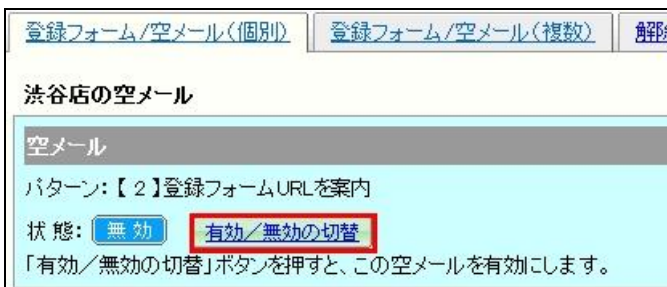 登録フォーム/空メール(個別) 登録フォーム/空メール(複数)
渋谷店の空メール
空メール
パターン:【2】登録フォームURLを案内
状態: 無効 有効/無効の切替
「有効/無効の切替」ボタンを押すと、この空メールを有効にします。